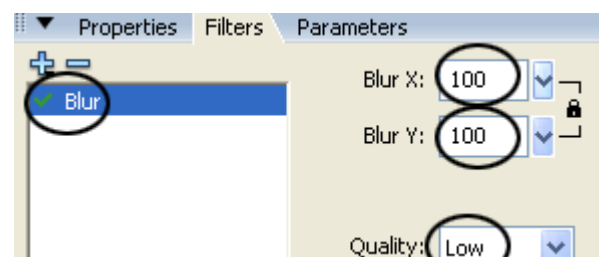 Properties Filters Parameters
Blur
Blur X: 100
Blur Y: 100
Quality: Low